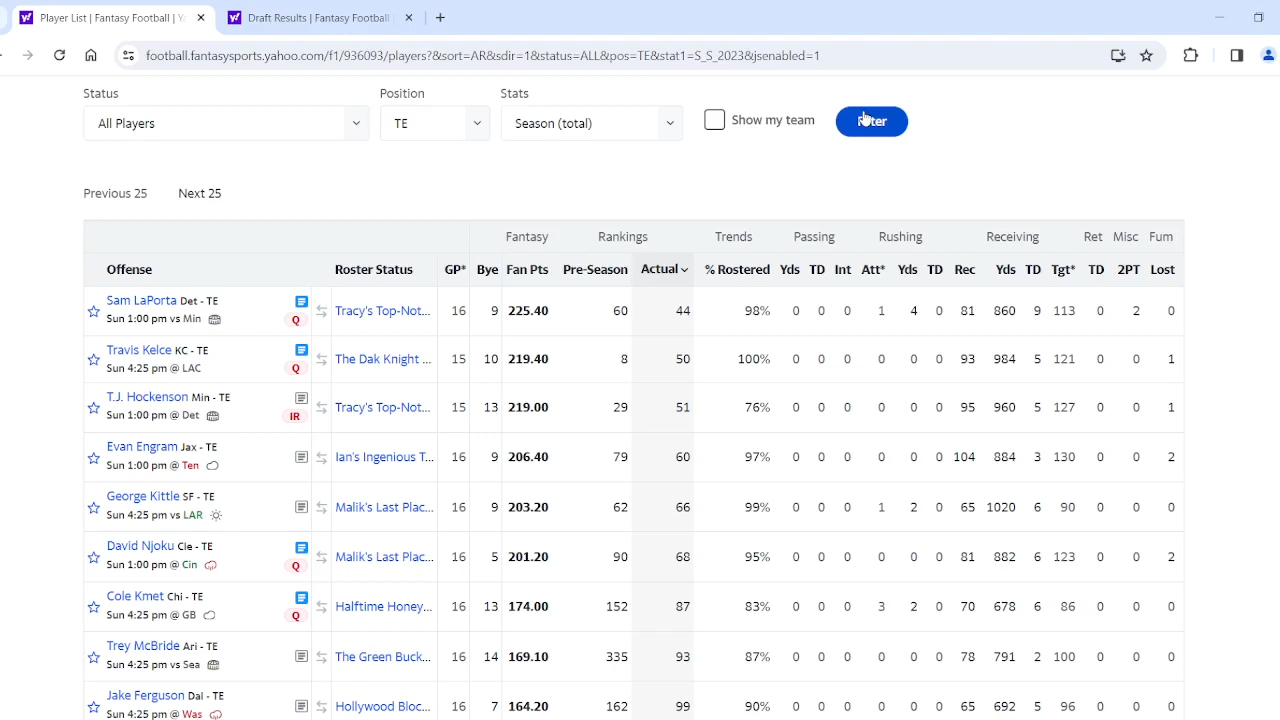 Player List | Fantasy Football | Y
Draft Results | Fantasy Football
football.fantasysports.yahoo.com/f1/936093/players?&sort=AR&sdir=1&status=ALL&pos=TE&stat1=S_S_2023&jsenabled=1
Status Position Stats
All Players TE Season (total) Show my team Filter
Previous 25 Next 25
Fantasy Rankings Trends Passing Rushing Receiving Ret Misc Fum
Offense Roster Status GP* Bye Fan Pts Pre-Season Actual % Rostered Yds TD Int Att* Yds TD Rec Yds TD Tgt* TD 2PT Lost
Sam LaPorta Det - TE
Sun 1:00 pm vs Min Q Tracy's Top-Not... 16 9 225.40 60 44 98% 0 0 0 1 4 0 81 860 9 113 0 2 0
Travis Kelce KC - TE
Sun 4:25 pm @ LAC Q The Dak Knight ... 15 10 219.40 8 50 100% 0 0 0 0 0 0 93 984 5 121 0 0 1
T.J. Hockenson Min - TE
Sun 1:00 pm @ Det IR Tracy's Top-Not... 15 13 219.00 29 51 76% 0 0 0 0 0 0 95 960 5 127 0 0 1
Evan Engram Jax - TE
Sun 1:00 pm @ Ten Ian's Ingenious T... 16 9 206.40 79 60 97% 0 0 0 0 0 0 104 884 3 130 0 0 2
George Kittle SF - TE
Sun 4:25 pm vs LAR Malik's Last Plac... 16 9 203.20 62 66 99% 0 0 0 1 2 0 65 1020 6 90 0 0 0
David Njoku Cle - TE
Sun 1:00 pm @ Cin Q Malik's Last Plac... 16 5 201.20 90 68 95% 0 0 0 0 0 0 81 882 6 123 0 0 2
Cole Kmet Chi - TE
Sun 4:25 pm @ GB Q Halftime Honey... 16 13 174.00 152 87 83% 0 0 0 3 2 0 70 678 6 86 0 0 0
Trey McBride Ari - TE
Sun 4:25 pm vs Sea The Green Buck... 16 14 169.10 335 93 87% 0 0 0 0 0 0 78 791 2 100 0 0 0
Jake Ferguson Dal - TE
Sun 4:25 pm @ Was Hollywood Bloc... 16 7 164.20 162 99 90% 0 0 0 0 0 0 65 692 5 96 0 0 0